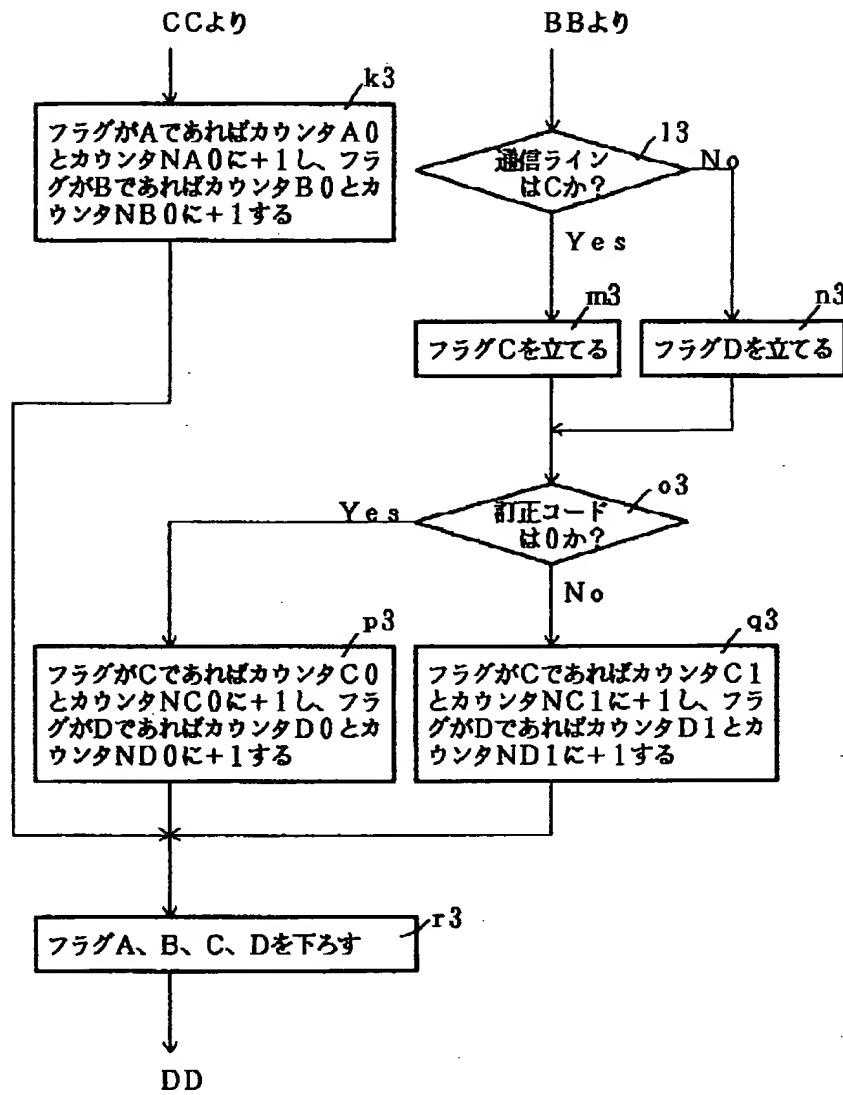 CCより
BBより
k3
フラグがAであればカウンタA0
とカウンタNA0に+1し、フラ
グがBであればカウンタB0とカ
ウンタNB0に+1する
l3
通信ライン
はCか?
No
Yes
m3
フラグCを立てる
n3
フラグDを立てる
o3
訂正コード
は0か?
Yes
No
p3
フラグがCであればカウンタC0
とカウンタNC0に+1し、フラ
グがDであればカウンタD0とカ
ウンタND0に+1する
q3
フラグがCであればカウンタC1
とカウンタNC1に+1し、フラ
グがDであればカウンタD1とカ
ウンタND1に+1する
r3
フラグA、B、C、Dを下ろす
DD